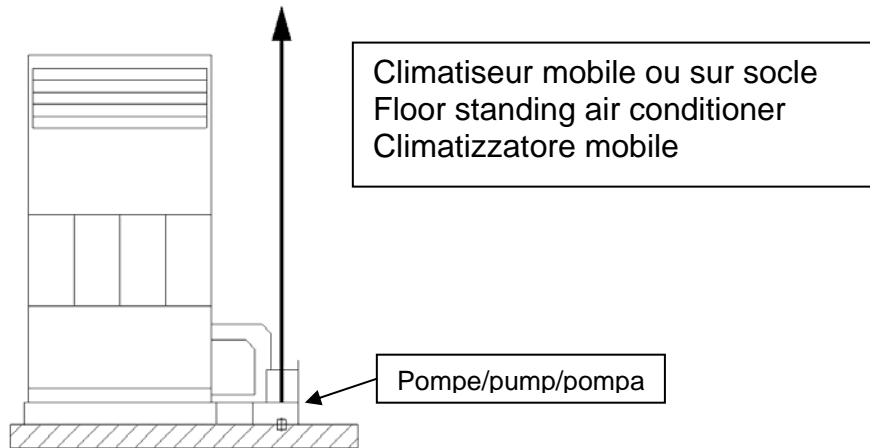 Climatiseur mobile ou sur socle
Floor standing air conditioner
Climatizzatore mobile
Pompe/pump/pompa